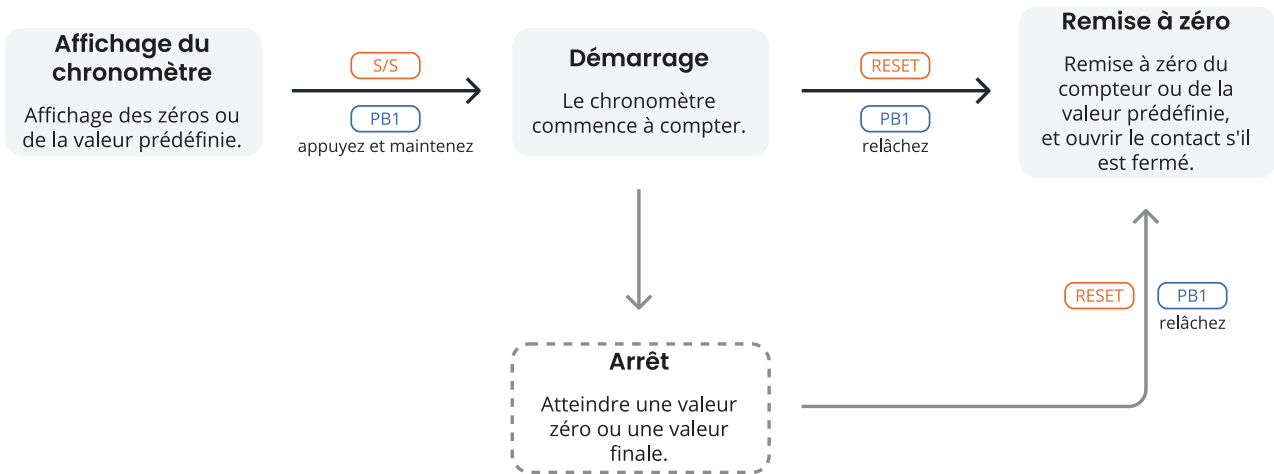 Affichage du
chronomètre
Affichage des zéros ou
de la valeur prédéfinie.
S/S
PB1
appuyez et maintenez
Démarrage
Le chronomètre
commence à compter.
RESET
PB1
relâchez
Remise à zéro
Remise à zéro du
compteur ou de la
valeur prédéfinie,
et ouvrir le contact s'il
est fermé.
RESET
PB1
relâchez
Arrêt
Atteindre une valeur
zéro ou une valeur
finale.